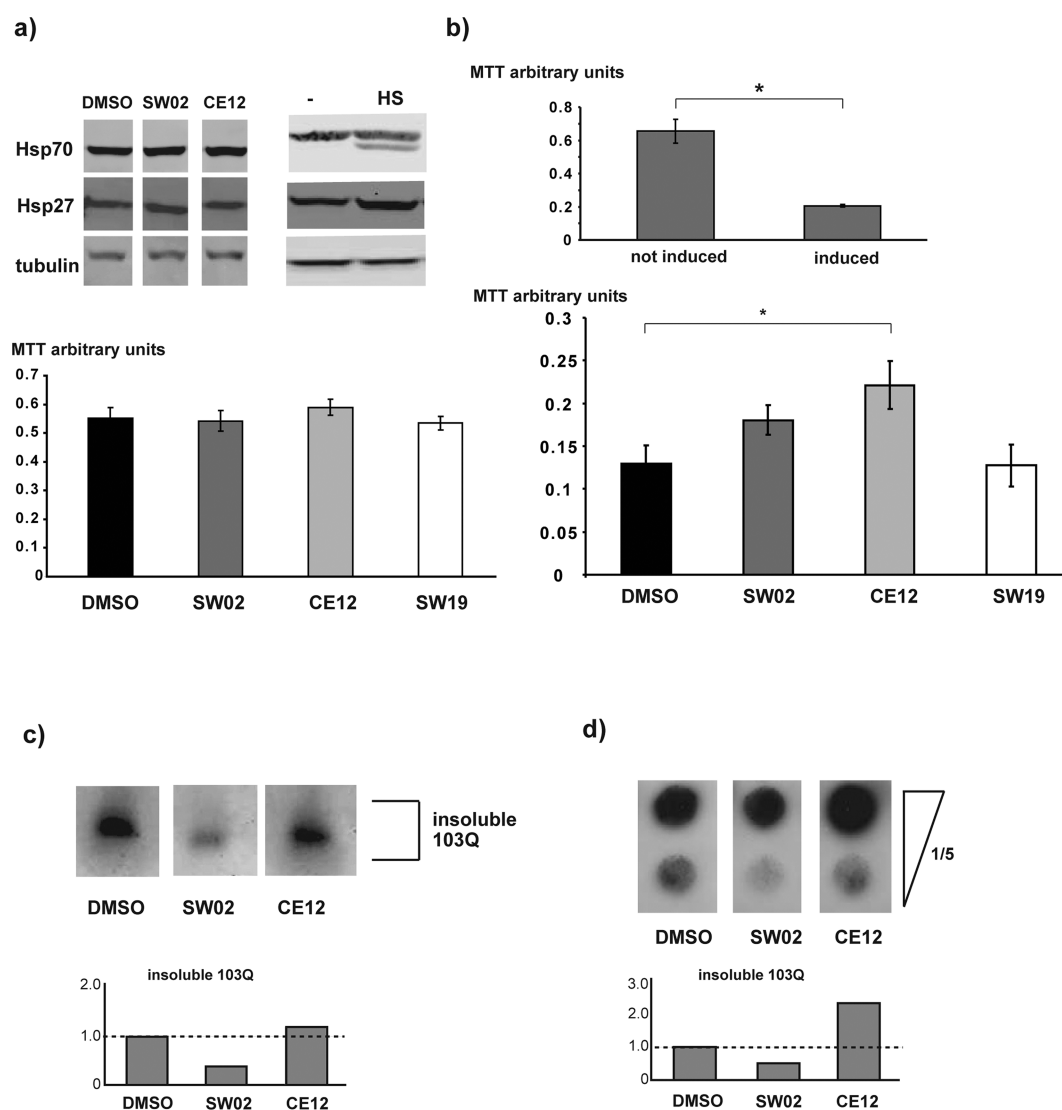 a)
DMSO SW02 CE12
- HS
Hsp70
Hsp27
tubulin
MTT arbitrary units
0.7
0.6
0.5
0.4
0.3
0.2
0.1
0
DMSO SW02 CE12 SW19
b)
MTT arbitrary units
*
0.8
0.6
0.4
0.2
0
not induced induced
MTT arbitrary units
*
0.3
0.25
0.2
0.15
0.1
0.05
0
DMSO SW02 CE12 SW19
c)
insoluble
103Q
DMSO SW02 CE12
insoluble 103Q
2.0
1.0
0
DMSO SW02 CE12
d)
1/5
DMSO SW02 CE12
insoluble 103Q
3.0
2.0
1.0
0
DMSO SW02 CE12